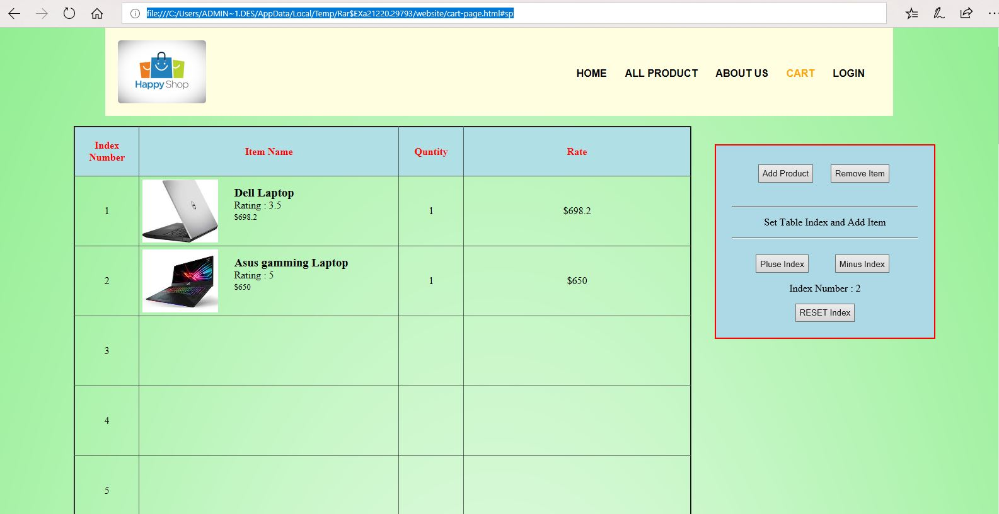 file:///C:/Users/ADMIN~1.DES/AppData/Local/Temp/Rar$EXa21220.29793/website/cart-page.html#sp
Happy Shop
HOME ALL PRODUCT ABOUT US CART LOGIN
Index Number Item Name Quntity Rate
1
Dell Laptop
Rating : 3.5
$698.2
1
$698.2
2
Asus gamming Laptop
Rating : 5
$650
1
$650
3
4
5
Add Product Remove Item
Set Table Index and Add Item
Pluse Index Minus Index
Index Number : 2
RESET Index